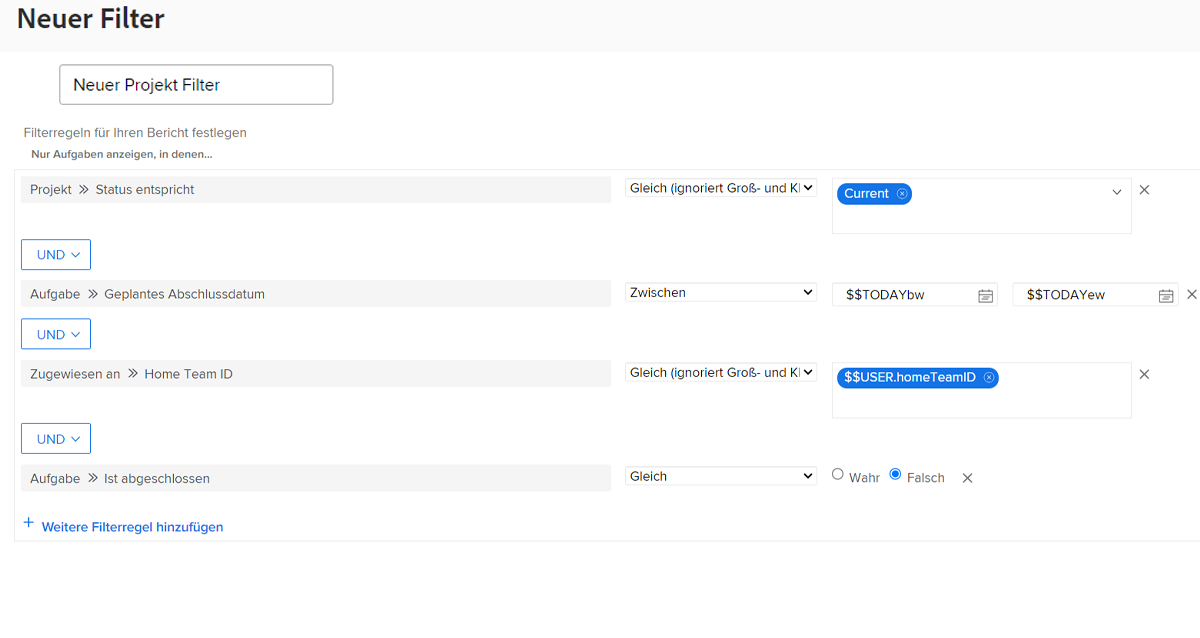 Neuer Filter
Neuer Projekt Filter
Filterregeln für Ihren Bericht festlegen
Nur Aufgaben anzeigen, in denen...
Projekt » Status entspricht Gleich (ignoriert Groß- und Kl Current
UND
Aufgabe » Geplantes Abschlussdatum Zwischen $$TODAYbw $$TODAYew
UND
Zugewiesen an » Home Team ID Gleich (ignoriert Groß- und Kl $$USER.homeTeamID
UND
Aufgabe » Ist abgeschlossen Gleich Wahr Falsch
+ Weitere Filterregel hinzufügen